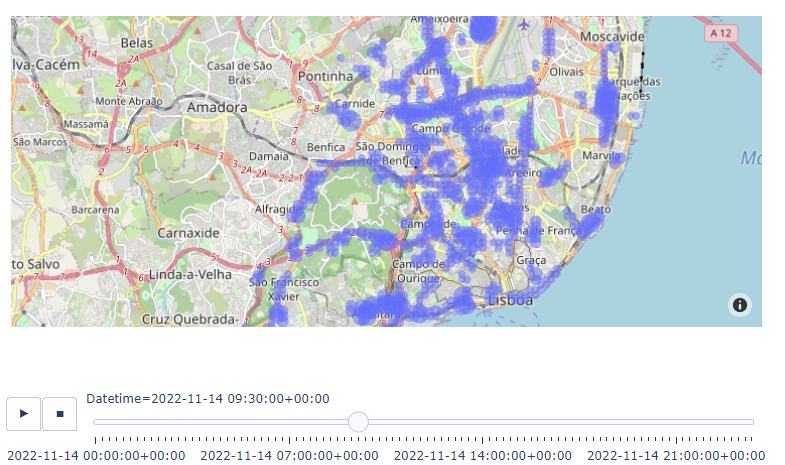 Ameixoeira
Belas
Moscavide
A 12
lva-Cacém
Casal de São
Brás
Pontinha
Lumiar
Olivais
2A
Parque das
Nações
Monte Abraão
Amadora
Carnide
Campo Grande
Massamá
São Marcos
Benfica
São Domingos
de Benfica
Damaia
Marvila
Areeiro
Barcarena
Alfragid
Beato
Carnaxide
Penha de França
to Salvo
Linda-a-Velha
Campo de
Ourique
Graça
São Francisco
Xavier
Lisboa
Cruz Quebrada-
Datetime=2022-11-14 09:30:00+00:00
2022-11-14 00:00:00+00:00
2022-11-14 07:00:00+00:00
2022-11-14 14:00:00+00:00
2022-11-14 21:00:00+00:00